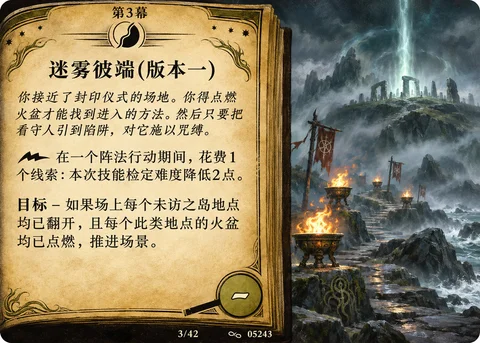 第3幕
迷雾彼端(版本一)
你接近了封印仪式的场地。你得点燃
火盆才能找到进入的方法。然后只要把
看守人引到陷阱，对它施以咒缚。
在一个阵法行动期间，花费1
个线索：本次技能检定难度降低2点。
目标 – 如果场上每个未访之岛地点
均已翻开，且每个此类地点的火盆
均已点燃，推进场景。
–
3/42
05243